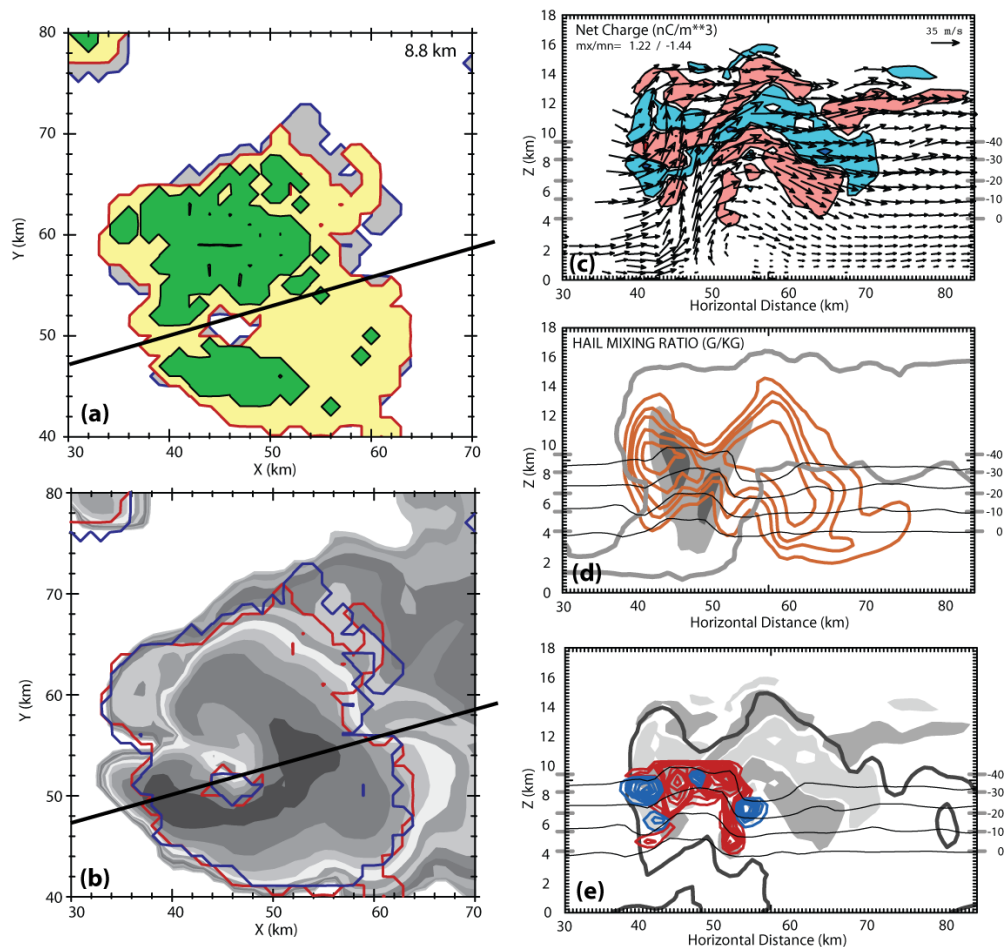 80
70
60
50
40
Y (km)
8.8 km
(a)
30 40 50 60 70
X (km)
80
70
60
50
40
Y (km)
(b)
30 40 50 60 70
X (km)
18
16
14
12
10
8
6
4
2
0
Z (km)
Net Charge (nC/m**3)
mx/mn= 1.22 / -1.44
35 m/s
-40
-30
-20
-10
0
(c)
30 40 50 60 70 80
Horizontal Distance (km)
18
16
14
12
10
8
6
4
2
0
Z (km)
HAIL MIXING RATIO (G/KG)
-40
-30
-20
-10
0
(d)
30 40 50 60 70 80
Horizontal Distance (km)
18
16
14
12
10
8
6
4
2
0
Z (km)
-40
-30
-20
-10
0
(e)
30 40 50 60 70 80
Horizontal Distance (km)